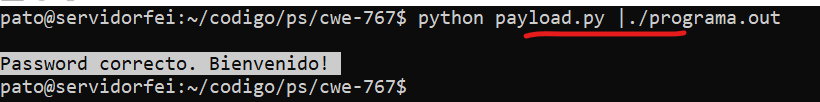 pato@servidorfei:~/codigo/ps/cwe-767$ python payload.py |./programa.out
Password correcto. Bienvenido!
pato@servidorfei:~/codigo/ps/cwe-767$